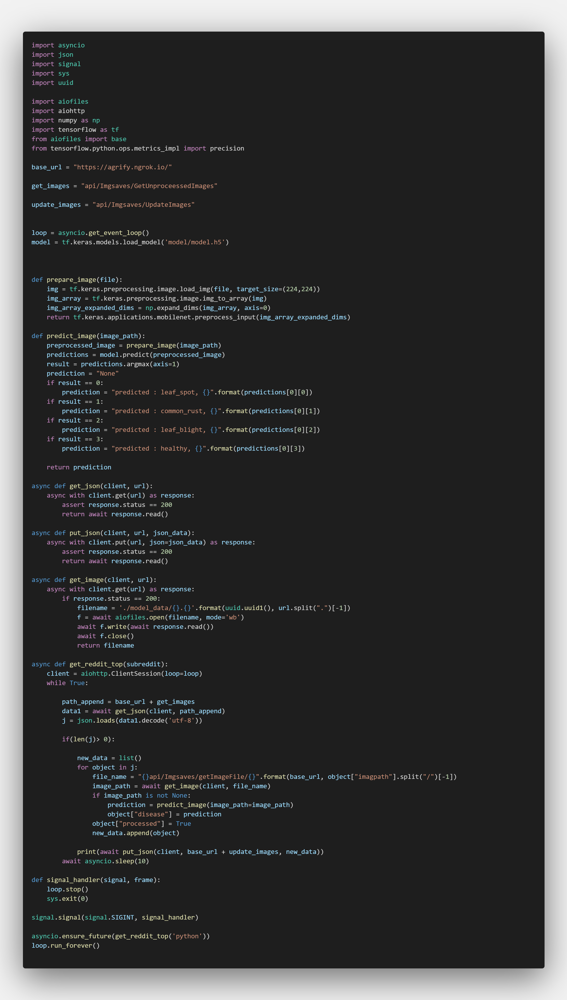 import asyncio
import json
import signal
import sys
import uuid

import aiofiles
import aiohttp
import numpy as np
import tensorflow as tf
from aiofiles import base
from tensorflow.python.ops.metrics_impl import precision

base_url = "https://agrify.ngrok.io/"

get_images = "api/Imgsaves/GetUnproceessedImages"

update_images = "api/Imgsaves/UpdateImages"


loop = asyncio.get_event_loop()
model = tf.keras.models.load_model('model/model.h5')



def prepare_image(file):
    img = tf.keras.preprocessing.image.load_img(file, target_size=(224,224))
    img_array = tf.keras.preprocessing.image.img_to_array(img)
    img_array_expanded_dims = np.expand_dims(img_array, axis=0)
    return tf.keras.applications.mobilenet.preprocess_input(img_array_expanded_dims)

def predict_image(image_path):
    preprocessed_image = prepare_image(image_path)
    predictions = model.predict(preprocessed_image)
    result = predictions.argmax(axis=1)
    prediction = "None"
    if result == 0:
        prediction = "predicted : leaf_spot, {}".format(predictions[0][0])
    if result == 1:
        prediction = "predicted : common_rust, {}".format(predictions[0][1])
    if result == 2:
        prediction = "predicted : leaf_blight, {}".format(predictions[0][2])
    if result == 3:
        prediction = "predicted : healthy, {}".format(predictions[0][3])

    return prediction

async def get_json(client, url):
    async with client.get(url) as response:
        assert response.status == 200
        return await response.read()

async def put_json(client, url, json_data):
    async with client.put(url, json=json_data) as response:
        assert response.status == 200
        return await response.read()

async def get_image(client, url):
    async with client.get(url) as response:
        if response.status == 200:
            filename = './model_data/{}.{}'.format(uuid.uuid1(), url.split(".")[-1])
            f = await aiofiles.open(filename, mode='wb')
            await f.write(await response.read())
            await f.close()
            return filename

async def get_reddit_top(subreddit):
    client = aiohttp.ClientSession(loop=loop)
    while True:

        path_append = base_url + get_images
        data1 = await get_json(client, path_append)
        j = json.loads(data1.decode('utf-8'))

        if(len(j)> 0):

            new_data = list()
            for object in j:
                file_name = "{}api/Imgsaves/getImageFile/{}".format(base_url, object["imagpath"].split("/")[-1])
                image_path = await get_image(client, file_name)
                if image_path is not None:
                    prediction = predict_image(image_path=image_path)
                    object["disease"] = prediction
                object["processed"] = True
                new_data.append(object)

            print(await put_json(client, base_url + update_images, new_data))
        await asyncio.sleep(10)

def signal_handler(signal, frame):
    loop.stop()
    sys.exit(0)

signal.signal(signal.SIGINT, signal_handler)

asyncio.ensure_future(get_reddit_top('python'))
loop.run_forever()